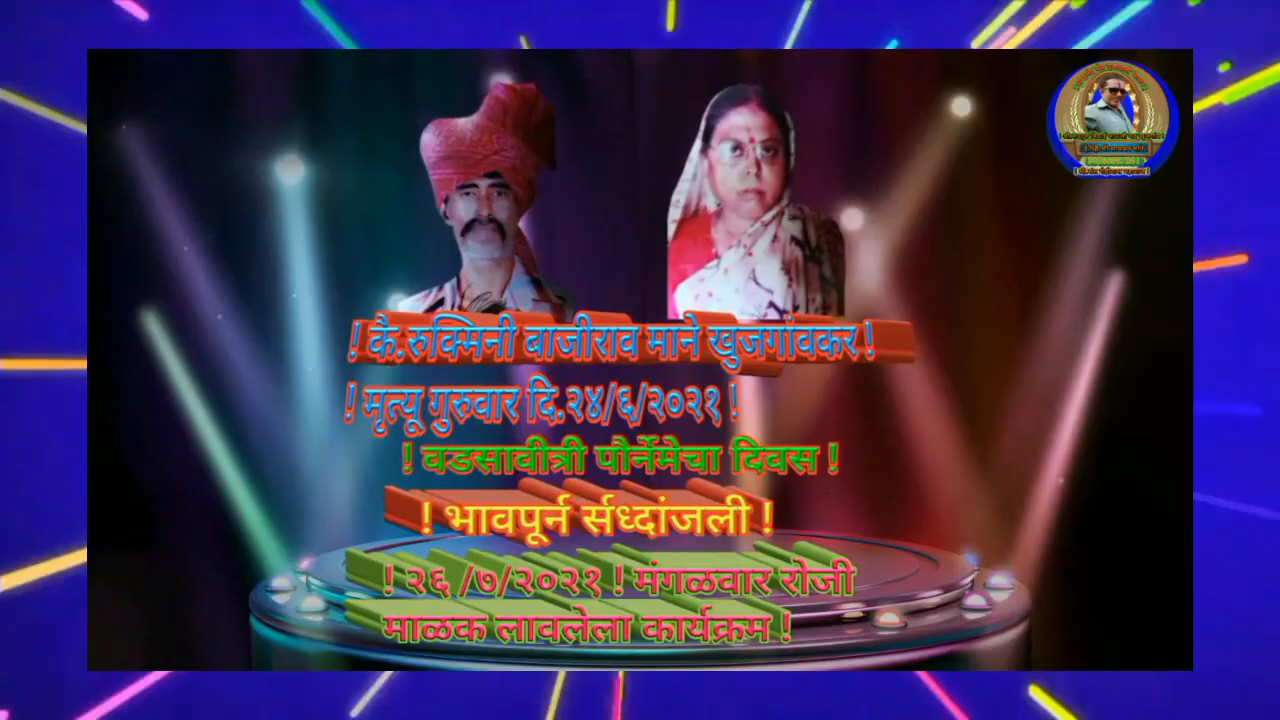 ! कै.रुक्मिनी बाजीराव माने खुजगांवकर !
! मृत्यू गुरुवार दि.२४/६/२०२१ !
! वडसावीत्री पौर्नेमेचा दिवस !
! भावपूर्न र्सध्दांजली !
! २६ /७/२०२१ ! मंगळवार रोजी
माळक लावलेला कार्यक्रम !